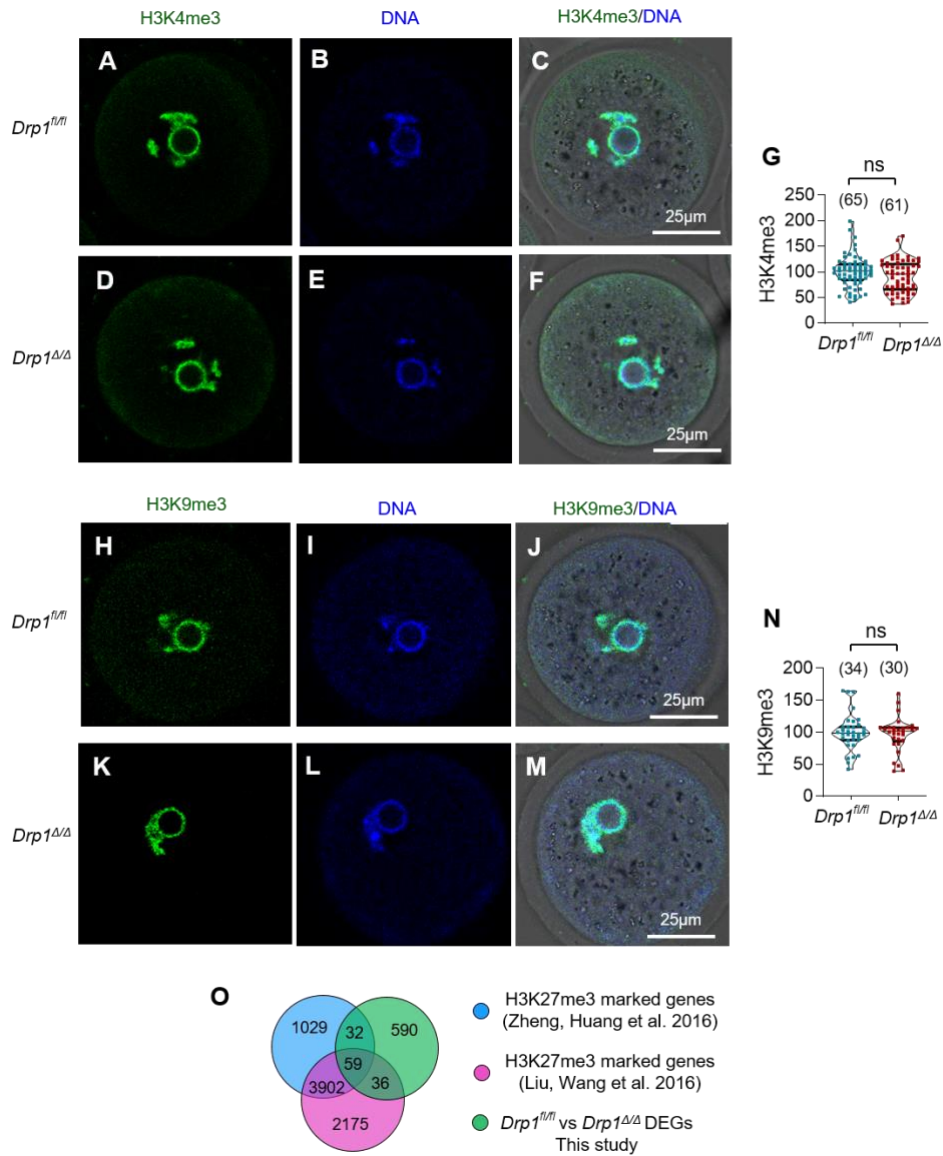 H3K4me3 DNA H3K4me3/DNA
A B C
Drp1fl/fl
25µm
D E F
Drp1Δ/Δ
25µm
G
ns
(65) (61)
250
200
150
100
50
0
H3K4me3
Drp1fl/fl Drp1Δ/Δ
H3K9me3 DNA H3K9me3/DNA
H I J
Drp1fl/fl
25µm
K L M
Drp1Δ/Δ
25µm
N
ns
(34) (30)
200
150
100
50
0
H3K9me3
Drp1fl/fl Drp1Δ/Δ
O
1029 32 590
59
3902 36
2175
H3K27me3 marked genes
(Zheng, Huang et al. 2016)
H3K27me3 marked genes
(Liu, Wang et al. 2016)
Drp1fl/fl vs Drp1Δ/Δ DEGs
This study